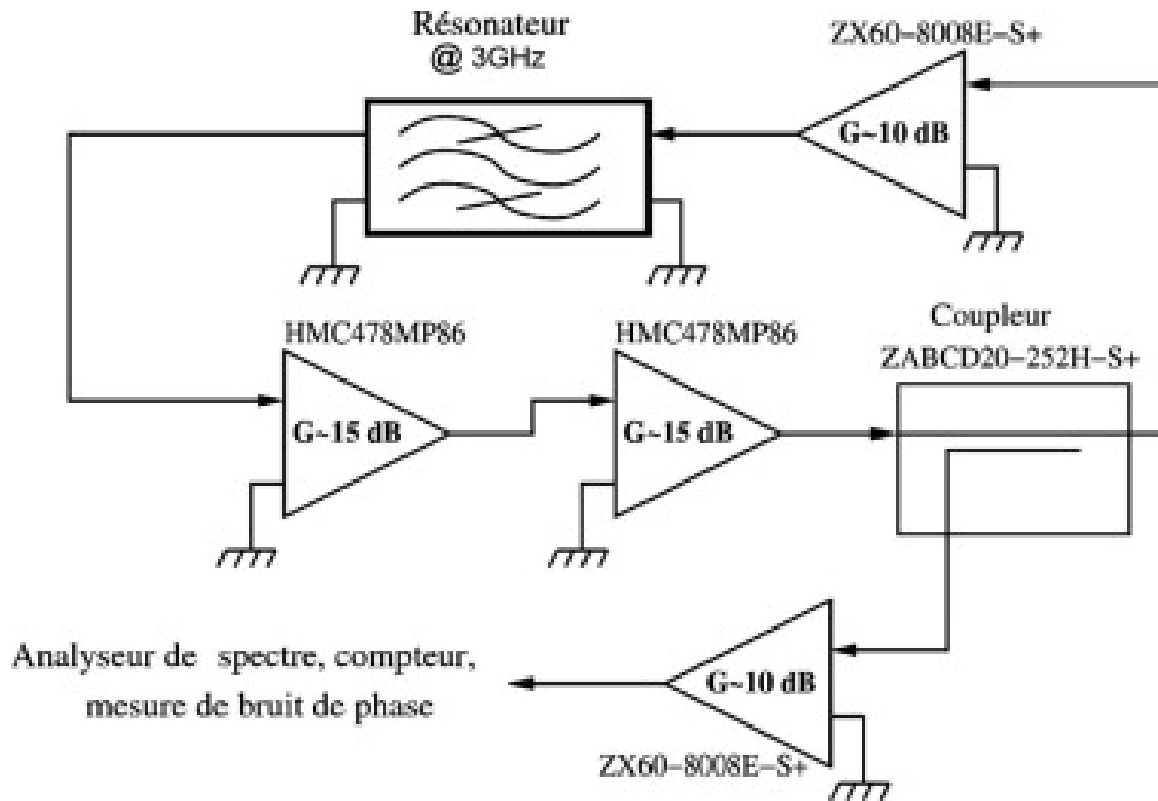 Résonateur
@ 3GHz
ZX60-8008E-S+
G~10 dB
HMC478MP86
G~15 dB
HMC478MP86
G~15 dB
Coupleur
ZABCD20-252H-S+
Analyseur de spectre, compteur,
mesure de bruit de phase
G~10 dB
ZX60-8008E-S+